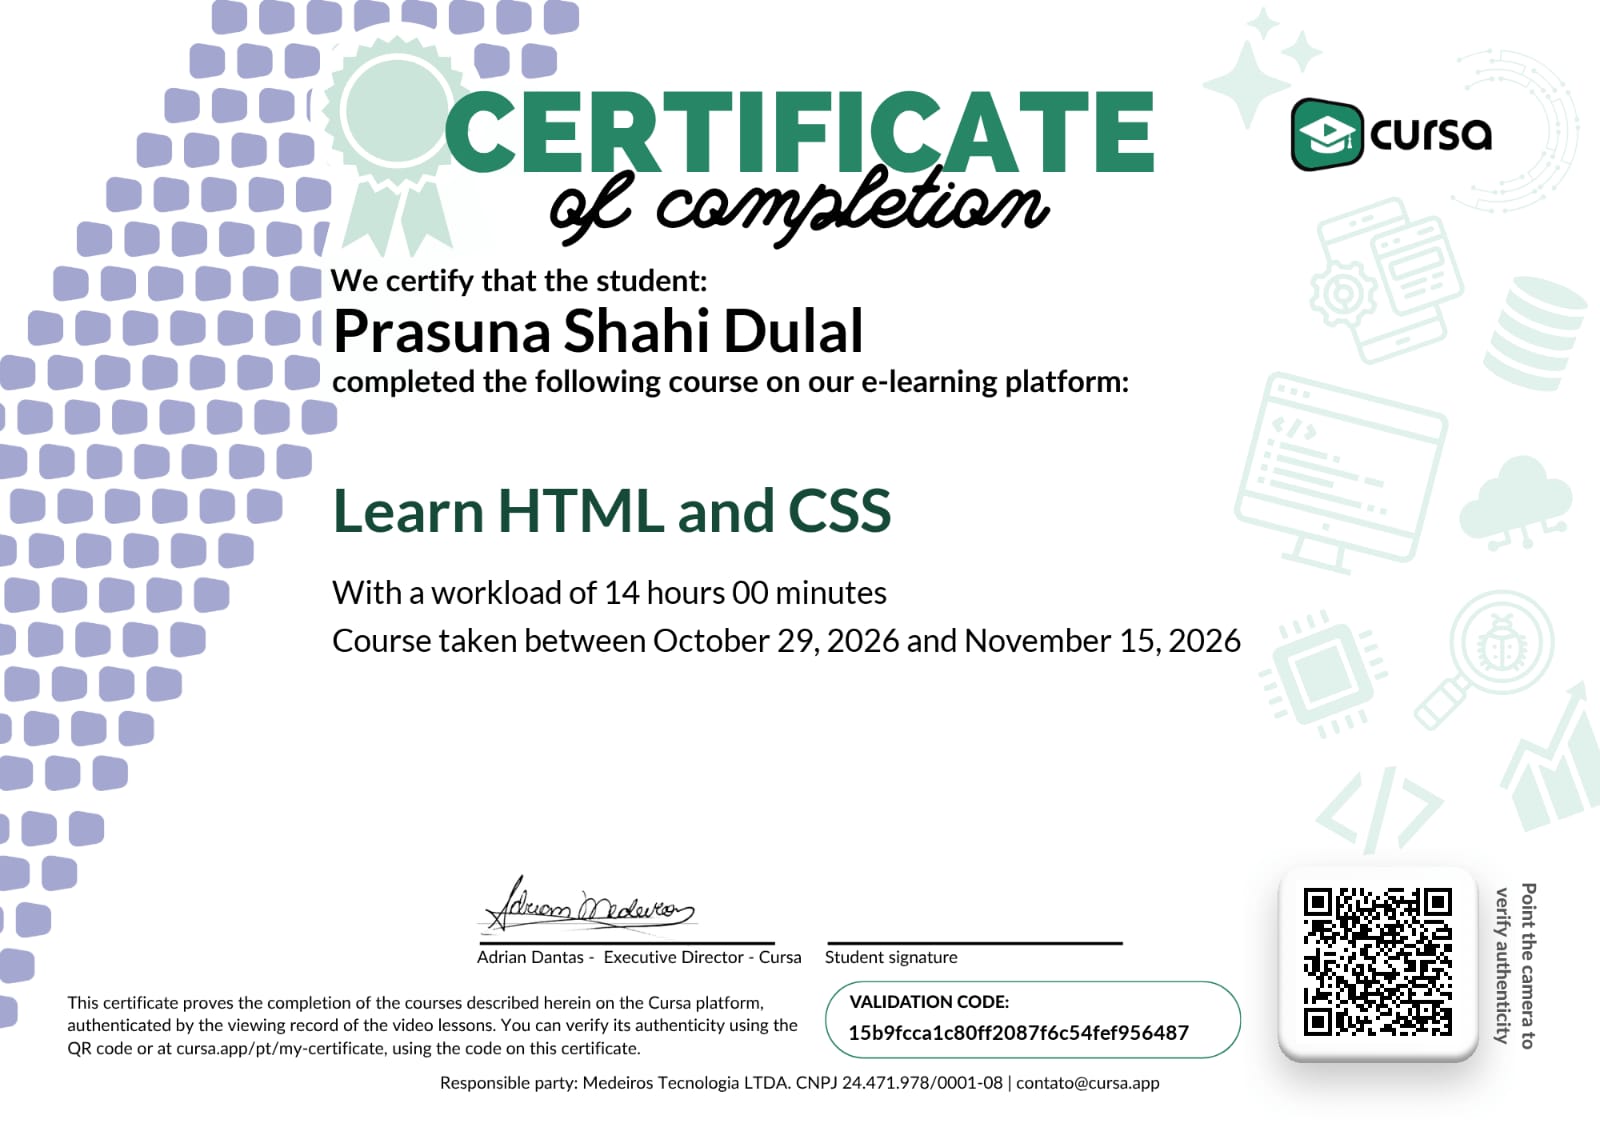 CERTIFICATE
of completion
cursa
We certify that the student:
Prasuna Shahi Dulal
completed the following course on our e-learning platform:
Learn HTML and CSS
With a workload of 14 hours 00 minutes
Course taken between October 29, 2026 and November 15, 2026
Adrian Medeiros
Adrian Dantas - Executive Director - Cursa
Student signature
This certificate proves the completion of the courses described herein on the Cursa platform,
authenticated by the viewing record of the video lessons. You can verify its authenticity using the
QR code or at cursa.app/pt/my-certificate, using the code on this certificate.
VALIDATION CODE:
15b9fcca1c80ff2087f6c54fef956487
Point the camera to
verify authenticity
Responsible party: Medeiros Tecnologia LTDA. CNPJ 24.471.978/0001-08 | contato@cursa.app